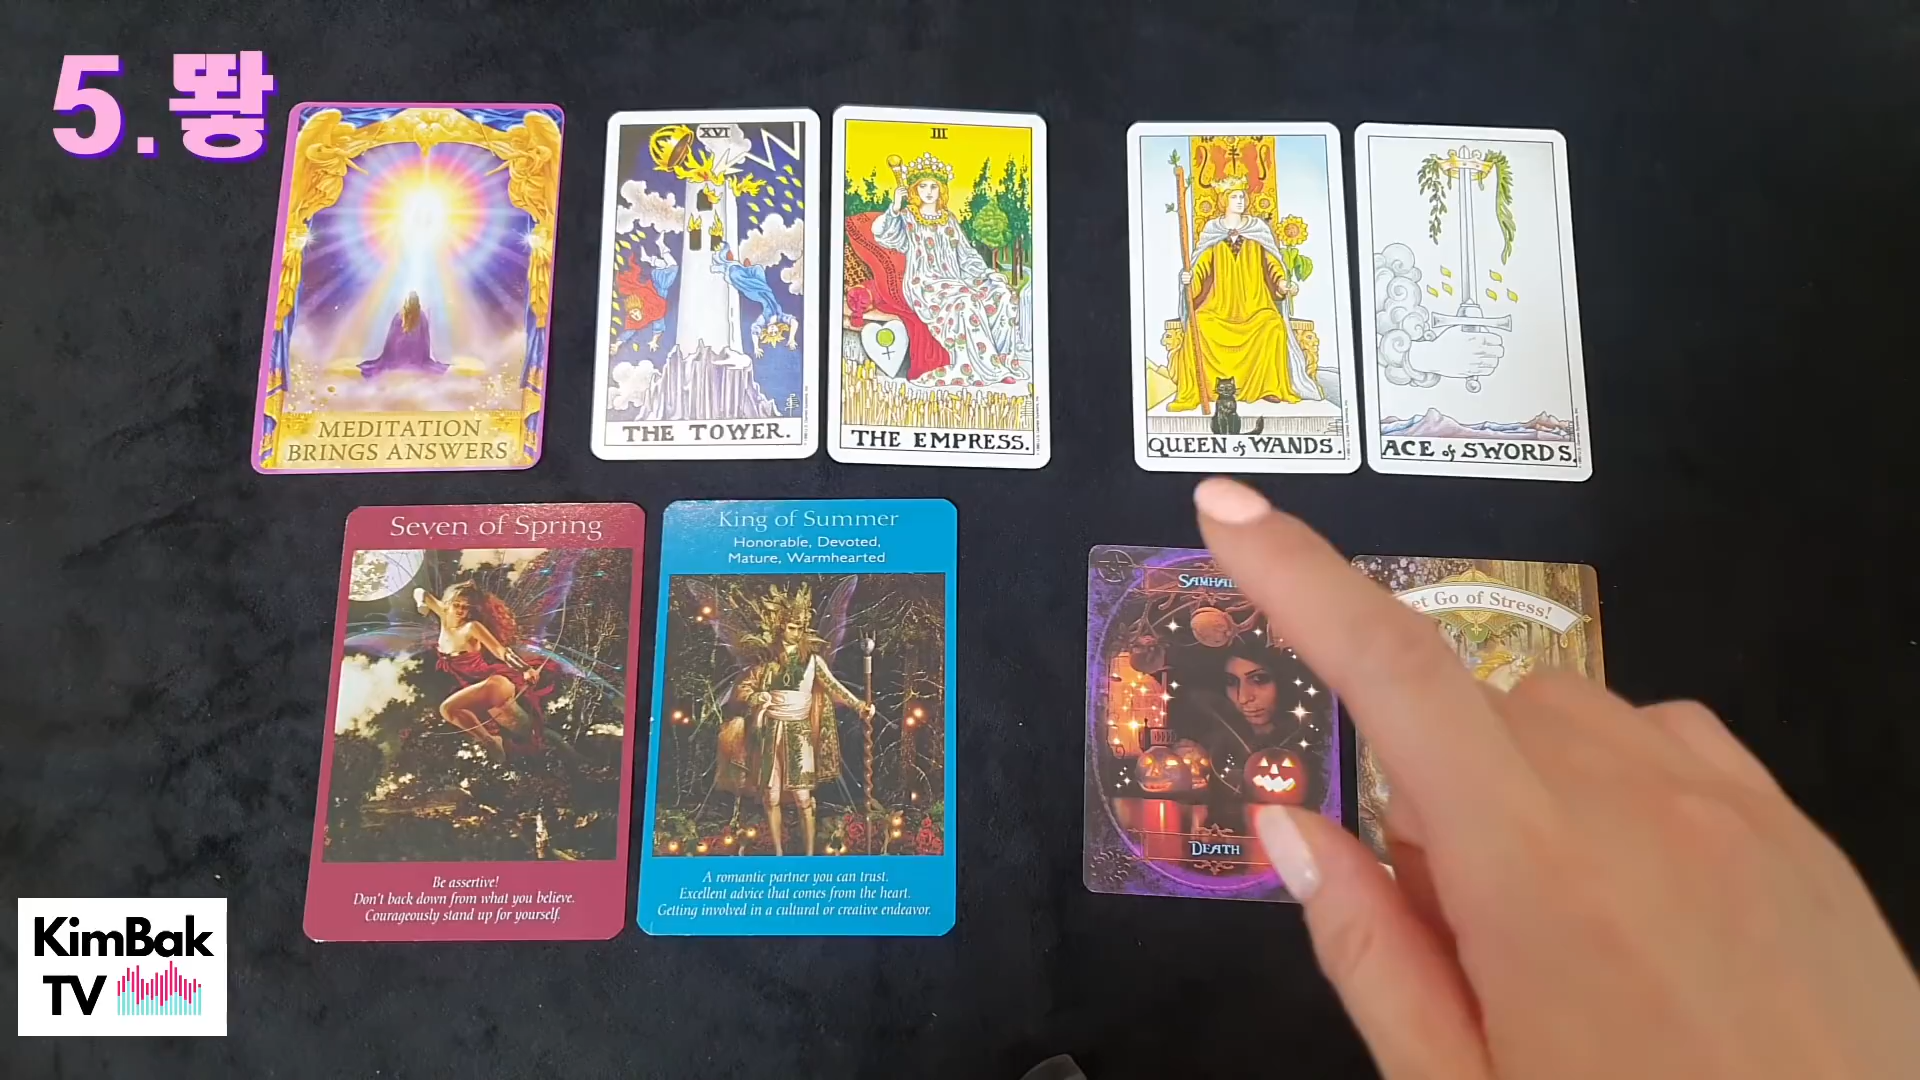 5.뽷
MEDITATION
BRINGS ANSWERS
XVI
THE TOWER.
III
THE EMPRESS.
QUEEN of WANDS.
ACE of SWORDS.
Seven of Spring
Be assertive!
Don't back down from what you believe.
Courageously stand up for yourself.
King of Summer
Honorable, Devoted,
Mature, Warmhearted
A romantic partner you can trust.
Excellent advice that comes from the heart.
Getting involved in a cultural or creative endeavor.
DEATH
Go of Stress!
KimBak
TV